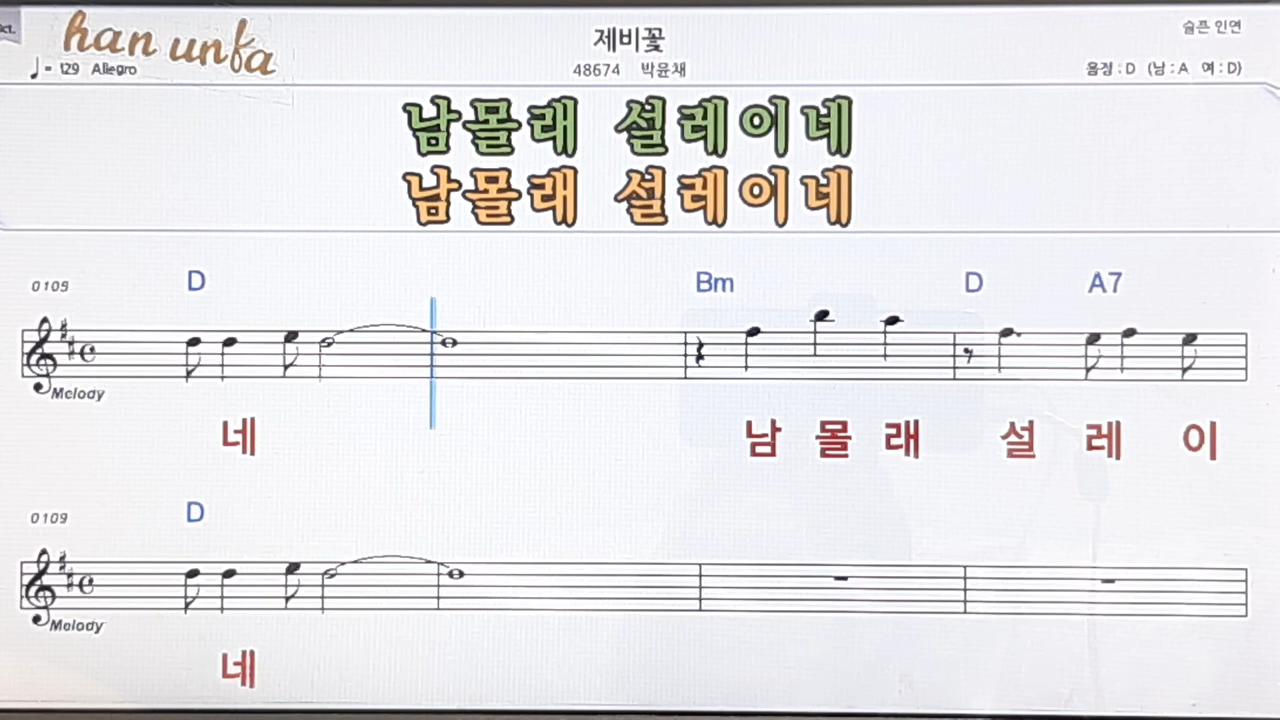 han unfa
제비꽃
슬픈 인연
♩= 129 Allegro
48674 박윤채
음정 : D (남 : A 여 : D)
남몰래 설레이네
남몰래 설레이네
0109
D Bm D A7
Melody
네 남 몰 래 설 레 이
0109
D
Melody
네